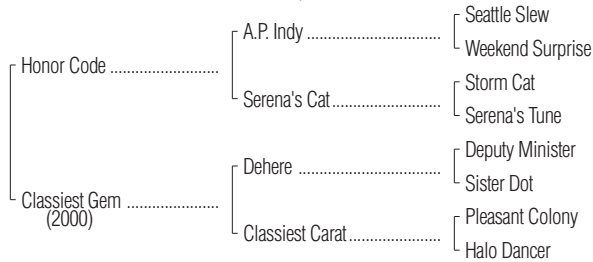 Seattle Slew
A.P. Indy ............................
Weekend Surprise
Honor Code .......................
Storm Cat
Serena's Cat.......................
Serena's Tune
Deputy Minister
Dehere ..............................
Sister Dot
Classiest Gem ...................
(2000)
Pleasant Colony
Classiest Carat...................
Halo Dancer